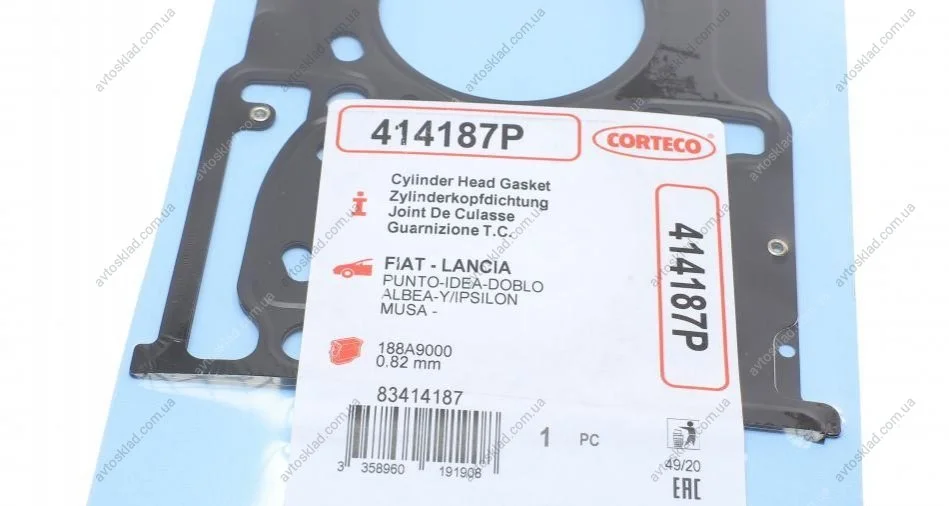 414187P
CORTECO®
Cylinder Head Gasket
Zylinderkopfdichtung
Joint De Culasse
Guarnizione T.C.
FIAT - LANCIA
PUNTO-IDEA-DOBLO
ALBEA-Y/IPSILON
MUSA -
188A9000
0.82 mm
83414187
3 358960 191908
1 PC
49/20
EAC
414187P
avtosklad.com.ua